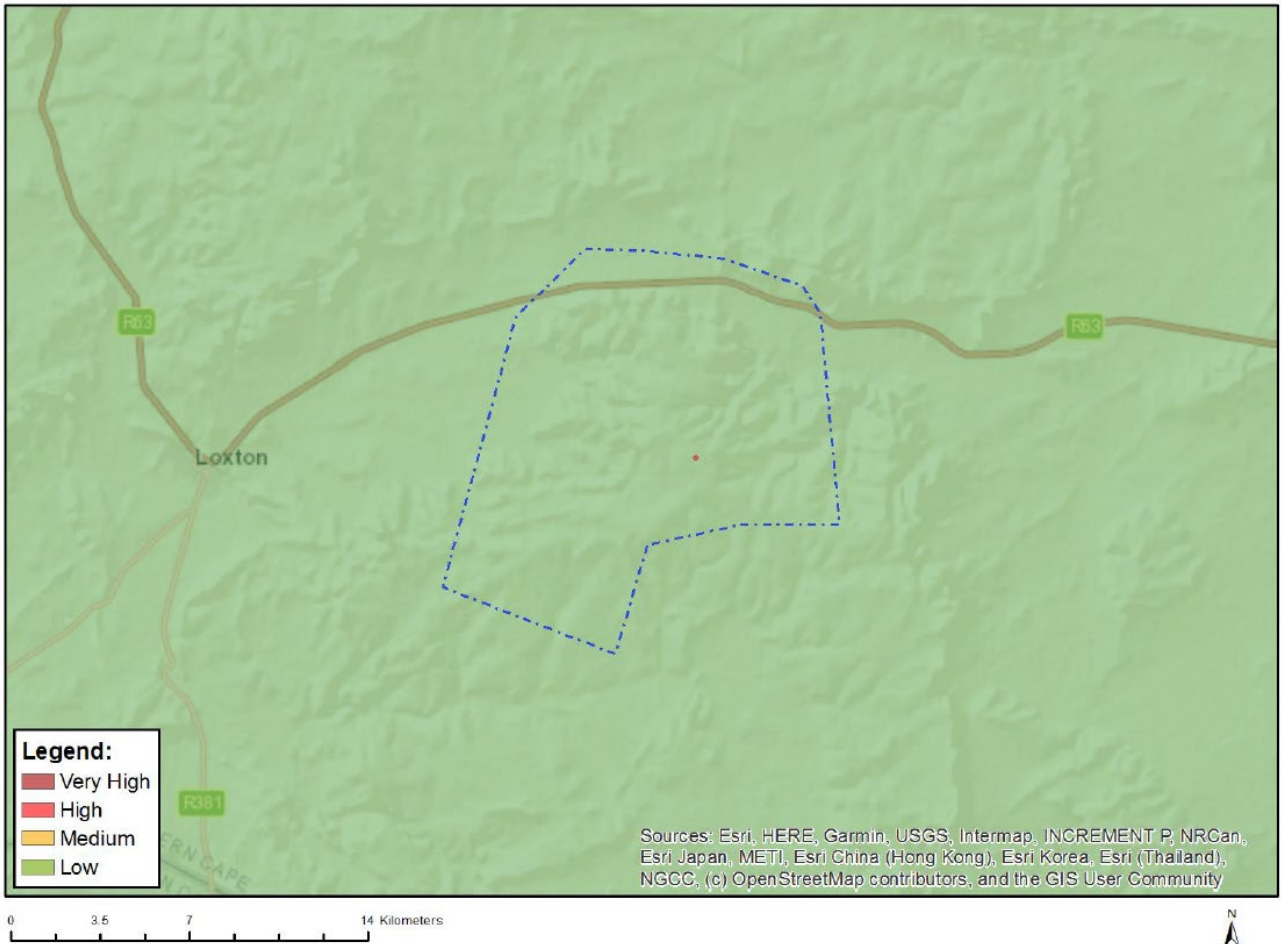 R63
R63
Loxton
Legend:
Very High
High
Medium
Low
R381
ERN CAPE
Sources: Esri, HERE, Garmin, USGS, Intermap, INCREMENT P, NRCan,
Esri Japan, METI, Esri China (Hong Kong), Esri Korea, Esri (Thailand),
NGCC, (c) OpenStreetMap contributors, and the GIS User Community
0 3.5 7 14 Kilometers
N